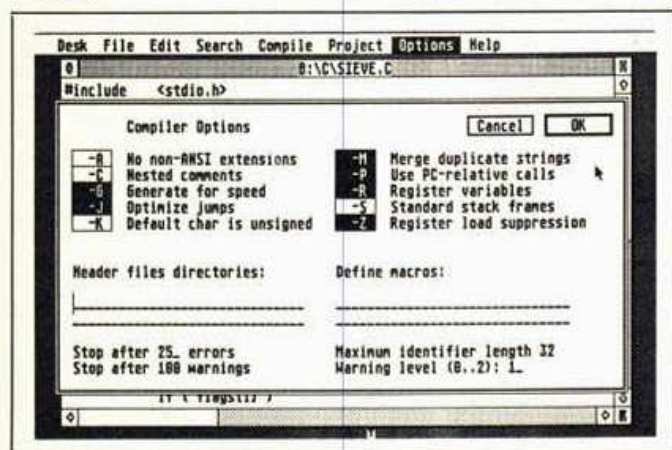 Desk File Edit Search Compile Project Options Help
B:\C\SIEVE.C
#include <stdio.h>
Compiler Options
Cancel OK
-A No non-ANSI extensions
-C Nested comments
-G Generate for speed
-J Optimize jumps
-K Default char is unsigned
-M Merge duplicate strings
-P Use PC-relative calls
-R Register variables
-S Standard stack frames
-Z Register load suppression
Header files directories:
Define macros:
Stop after 25_ errors
Stop after 100 warnings
Maximum identifier length 32
Warning level (0..2): 1_